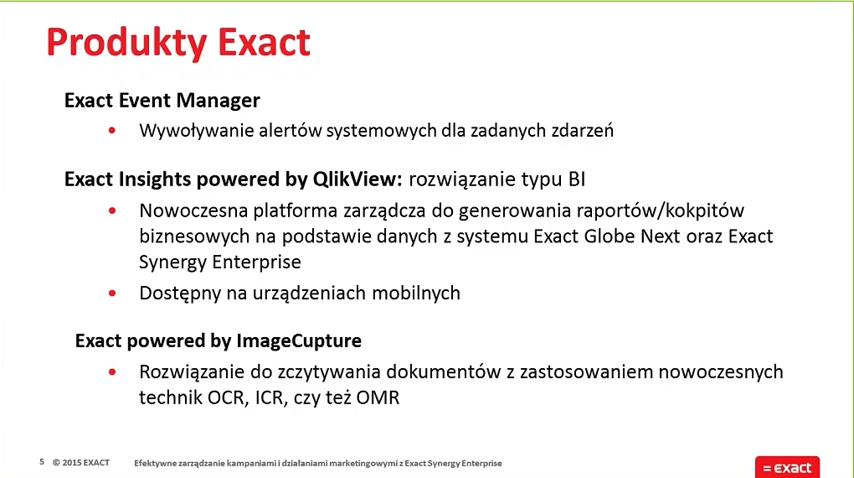 Produkty Exact
Exact Event Manager
• Wywoływanie alertów systemowych dla zadanych zdarzeń
Exact Insights powered by QlikView: rozwiązanie typu BI
• Nowoczesna platforma zarządcza do generowania raportów/kokpitów
biznesowych na podstawie danych z systemu Exact Globe Next oraz Exact
Synergy Enterprise
• Dostępny na urządzeniach mobilnych
Exact powered by ImageCupture
• Rozwiązanie do zczytywania dokumentów z zastosowaniem nowoczesnych
technik OCR, ICR, czy też OMR
5 © 2015 EXACT Efektywne zarządzanie kampaniami i działaniami marketingowymi z Exact Synergy Enterprise
= exact